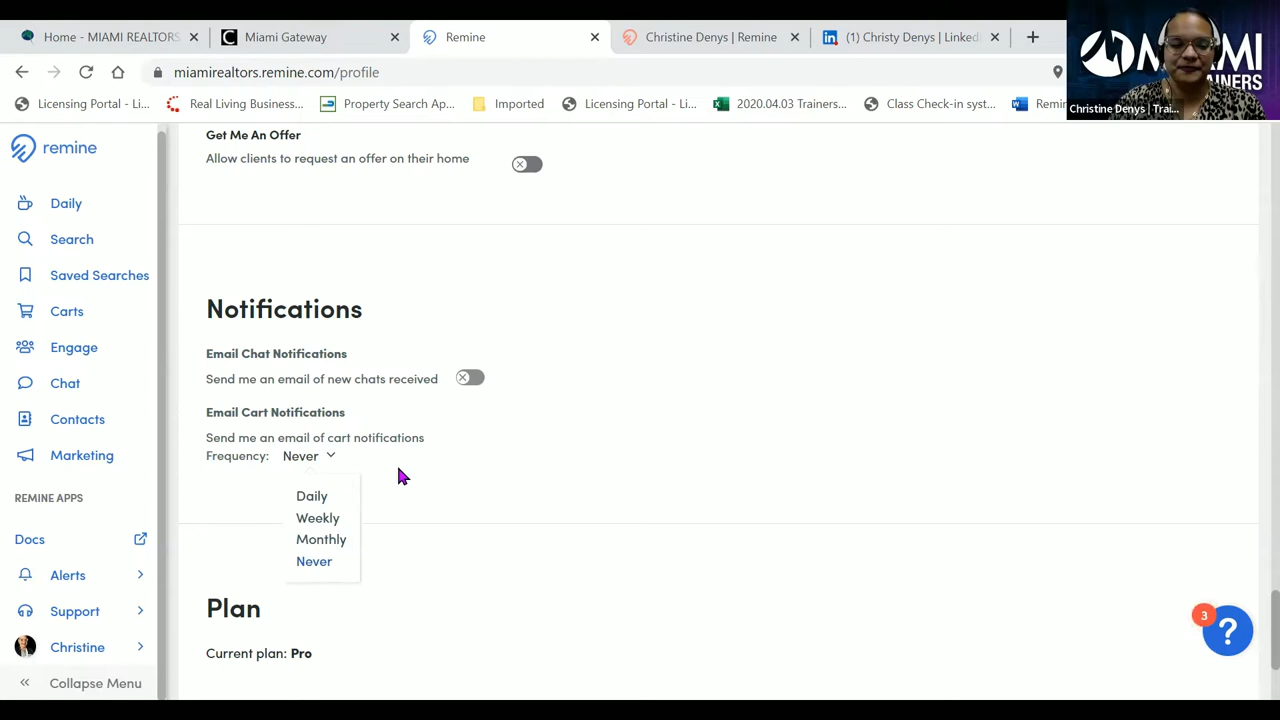 Home - MIAMI REALTORS
Miami Gateway
Remine
Christine Denys | Remine
(1) Christy Denys | LinkedI
miamirealtors.remine.com/profile
Licensing Portal - Li...
Real Living Business...
Property Search Ap...
Imported
Licensing Portal - Li...
2020.04.03 Trainers...
Class Check-in syst...
Remin
MIAMI
TRAINERS
Christine Denys | Trai...
remine
Daily
Search
Saved Searches
Carts
Engage
Chat
Contacts
Marketing
REMINE APPS
Docs
Alerts
Support
Christine
Collapse Menu
Get Me An Offer
Allow clients to request an offer on their home
Notifications
Email Chat Notifications
Send me an email of new chats received
Email Cart Notifications
Send me an email of cart notifications
Frequency: Never
Daily
Weekly
Monthly
Never
Plan
Current plan: Pro
3
?